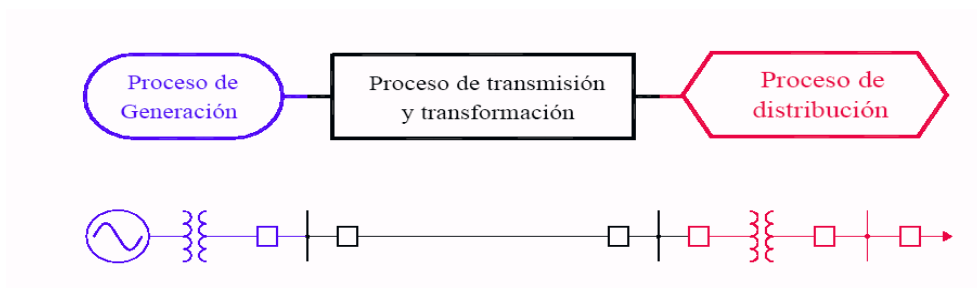 Proceso de
Generación
Proceso de transmisión
y transformación
Proceso de
distribución